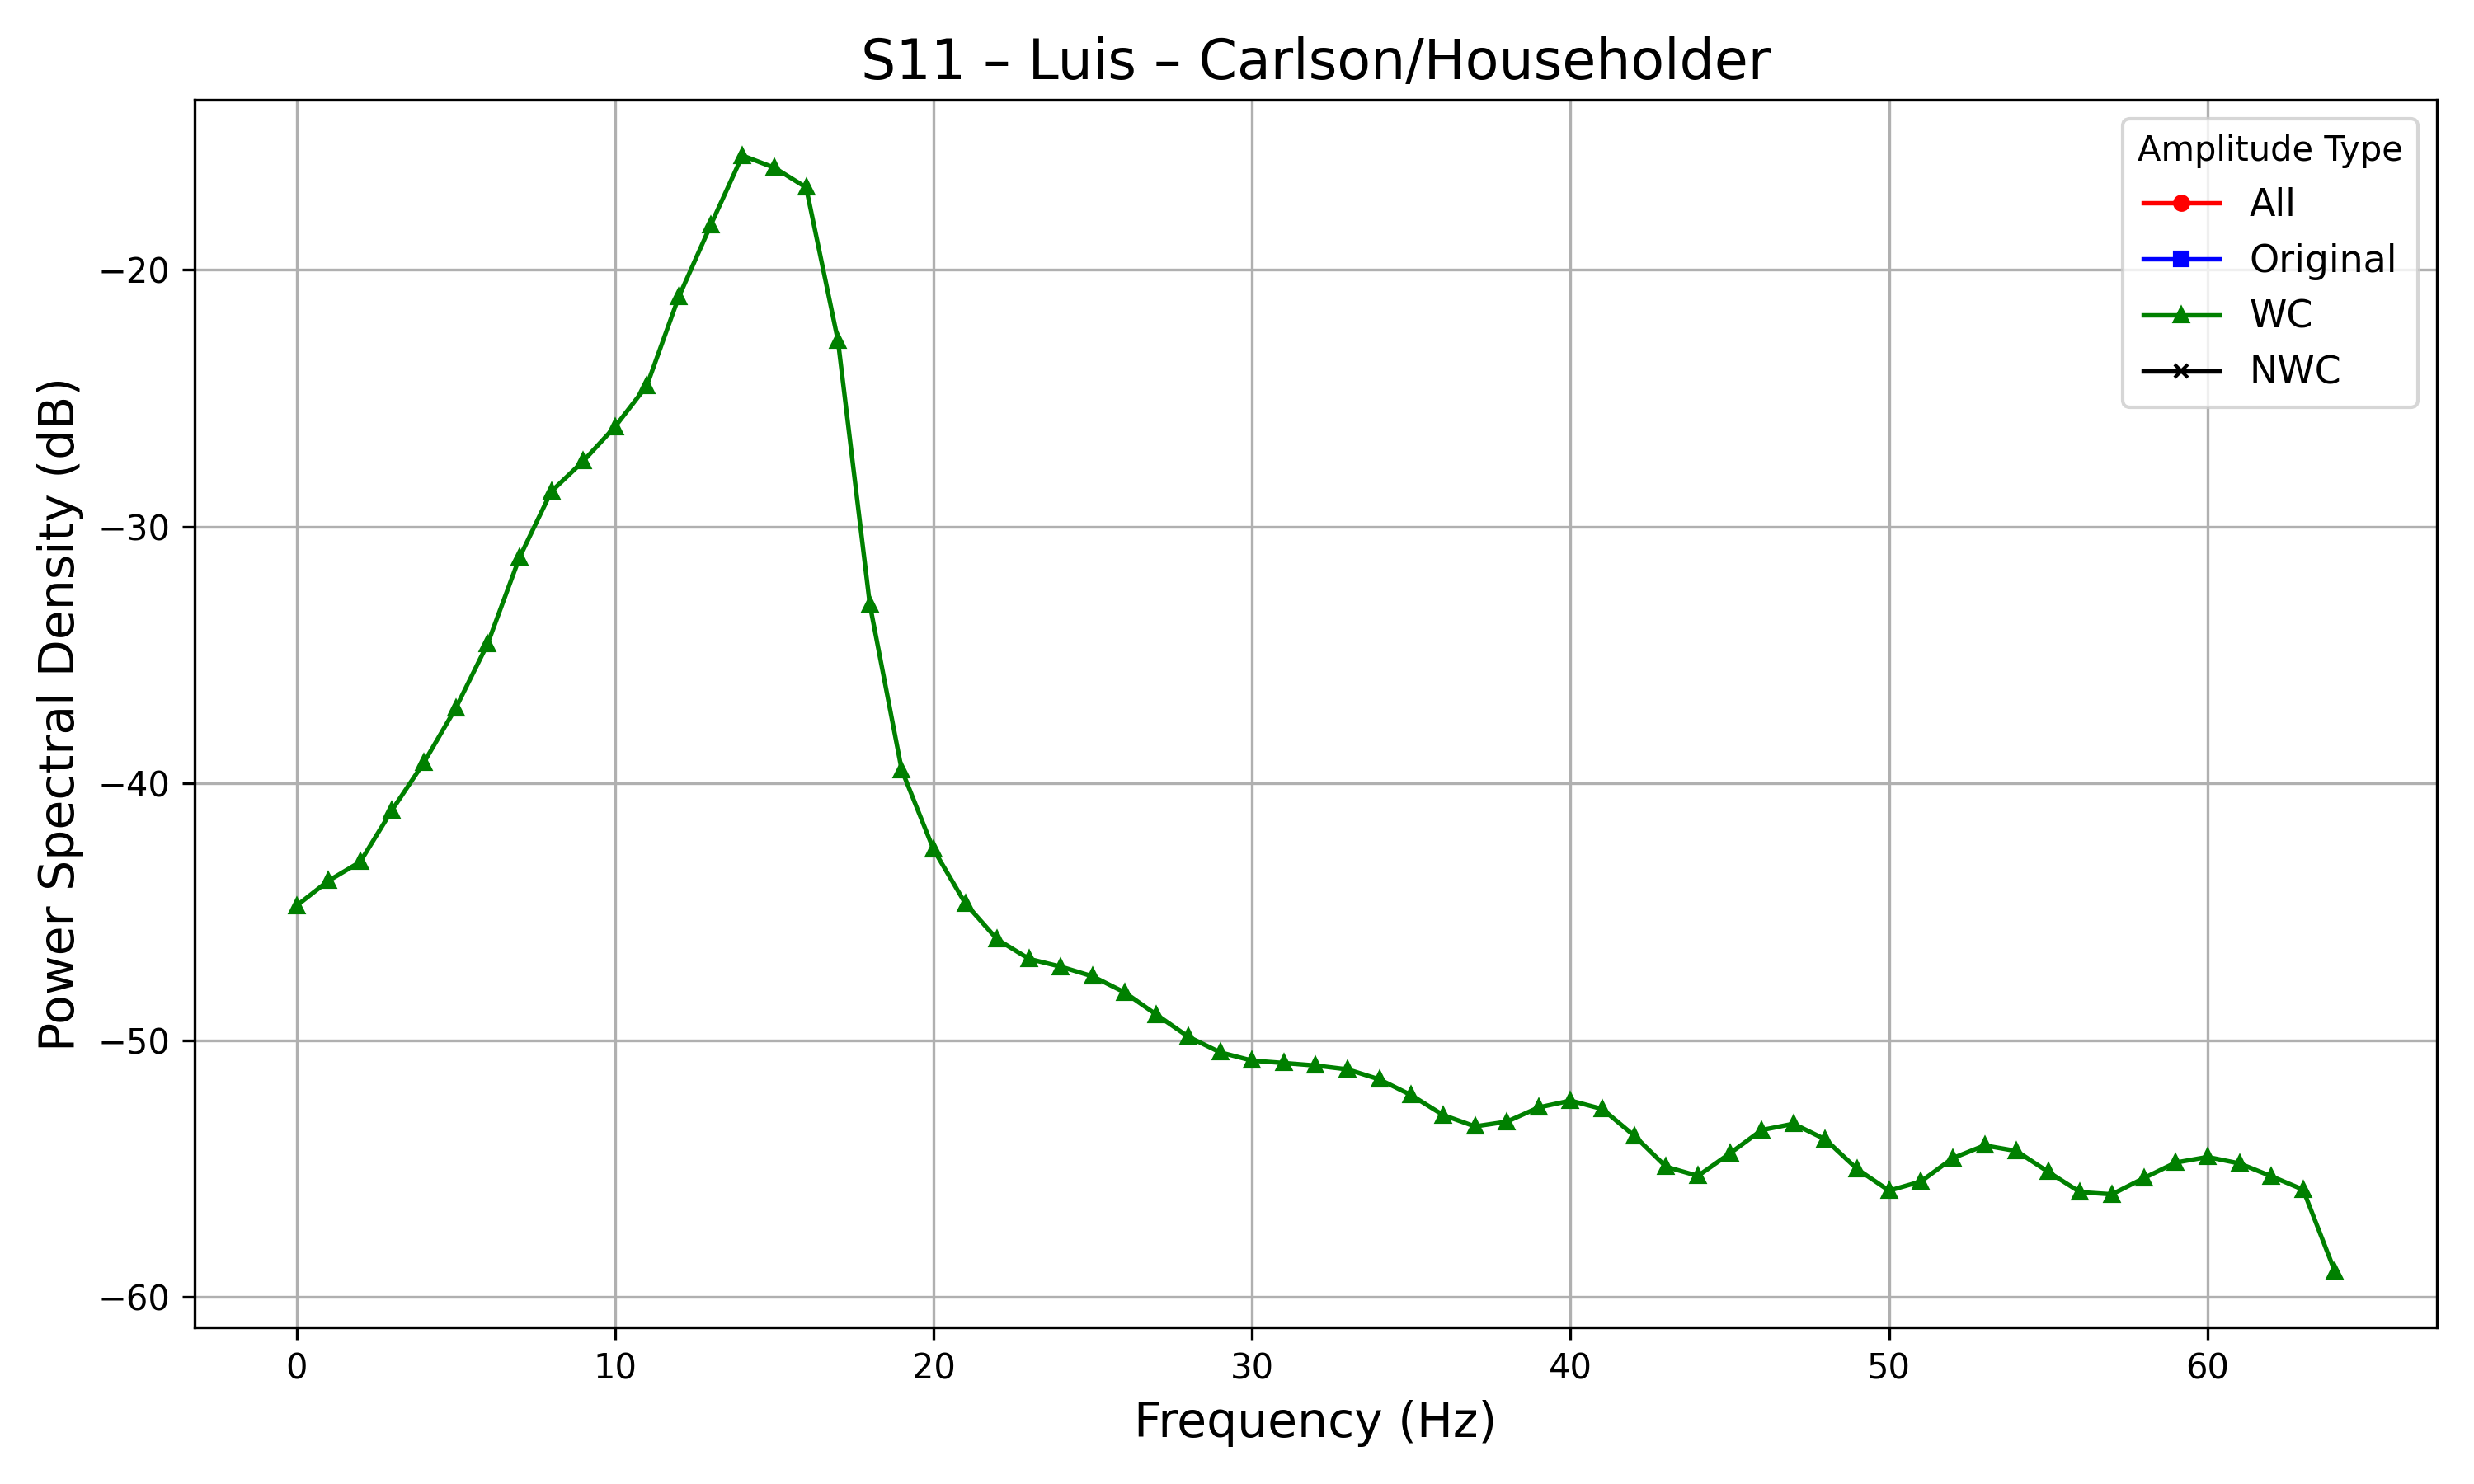 S11 – Luis – Carlson/Householder
Amplitude Type
All
Original
WC
NWC
Power Spectral Density (dB)
−20
−30
−40
−50
−60
0 10 20 30 40 50 60
Frequency (Hz)